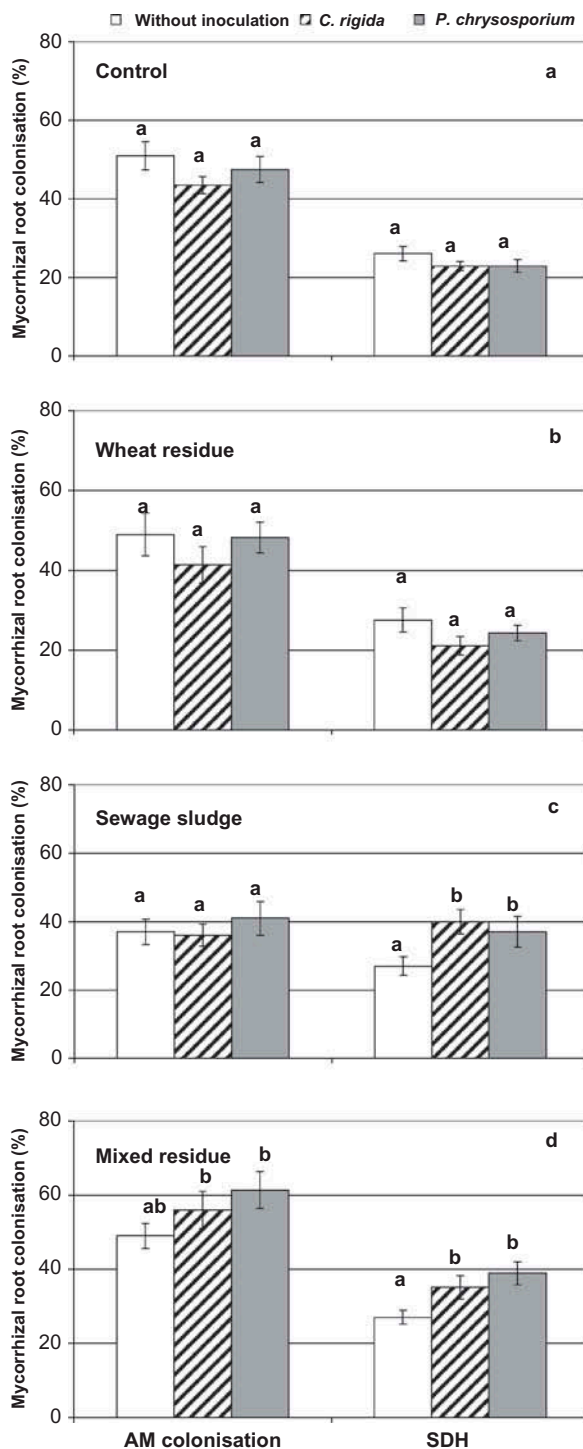 Without inoculation C. rigida P. chrysosporium
Mycorrhizal root colonisation (%)
Control a
80
60
40
20
0
a a a
a a a
Mycorrhizal root colonisation (%)
Wheat residue b
80
60
40
20
0
a a a
a a a
Mycorrhizal root colonisation (%)
Sewage sludge c
80
60
40
20
0
a a a
a b b
Mycorrhizal root colonisation (%)
Mixed residue d
80
60
40
20
0
ab b b
a b b
AM colonisation SDH